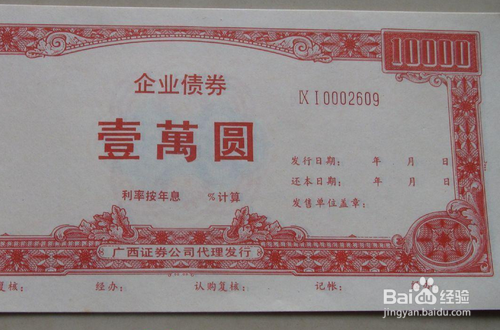 10000
企业债券
IX I0002609
壹萬圆
发行日期： 年 月 日
还本日期： 年 月 日
利率按年息 %计算
发售单位盖章：
广西证券公司代理发行
复核： 经办： 认购复核： 记帐：
Baidu经验
jingyan.baidu.com